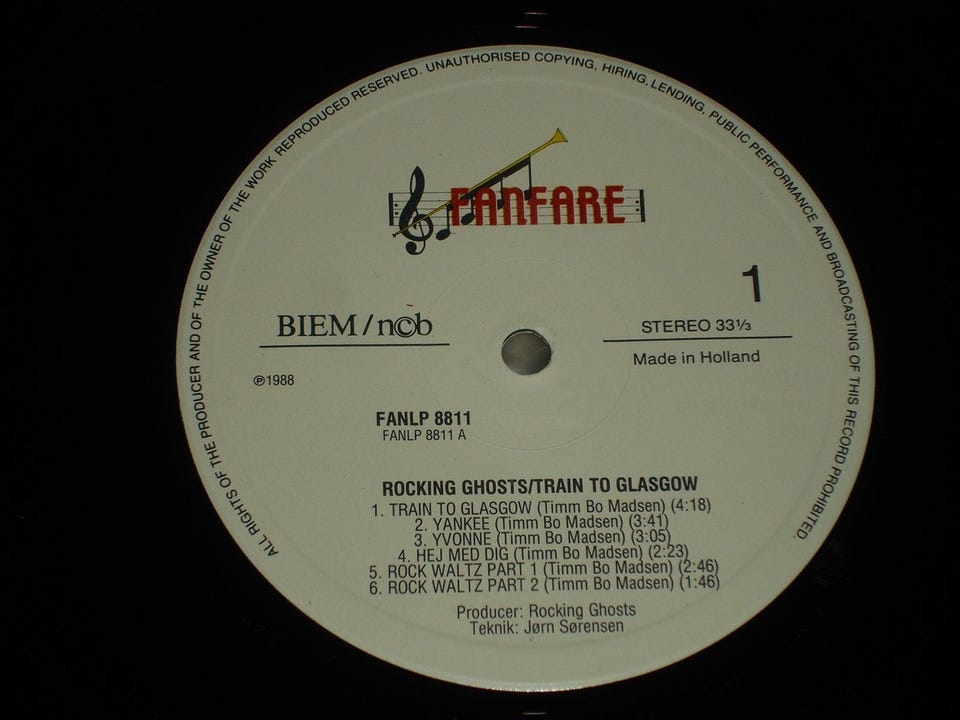 ALL RIGHTS OF THE PRODUCER AND OF THE OWNER OF THE WORK REPRODUCED RESERVED. UNAUTHORISED COPYING, HIRING, LENDING, PUBLIC PERFORMANCE AND BROADCASTING OF THIS RECORD PROHIBITED.
FANFARE
1
BIEM/n©b
STEREO 33⅓
Made in Holland
℗1988
FANLP 8811
FANLP 8811 A
ROCKING GHOSTS/TRAIN TO GLASGOW
1. TRAIN TO GLASGOW (Timm Bo Madsen) (4:18)
2. YANKEE (Timm Bo Madsen) (3:41)
3. YVONNE (Timm Bo Madsen) (3:05)
4. HEJ MED DIG (Timm Bo Madsen) (2:23)
5. ROCK WALTZ PART 1 (Timm Bo Madsen) (2:46)
6. ROCK WALTZ PART 2 (Timm Bo Madsen) (1:46)
Producer: Rocking Ghosts
Teknik: Jørn Sørensen